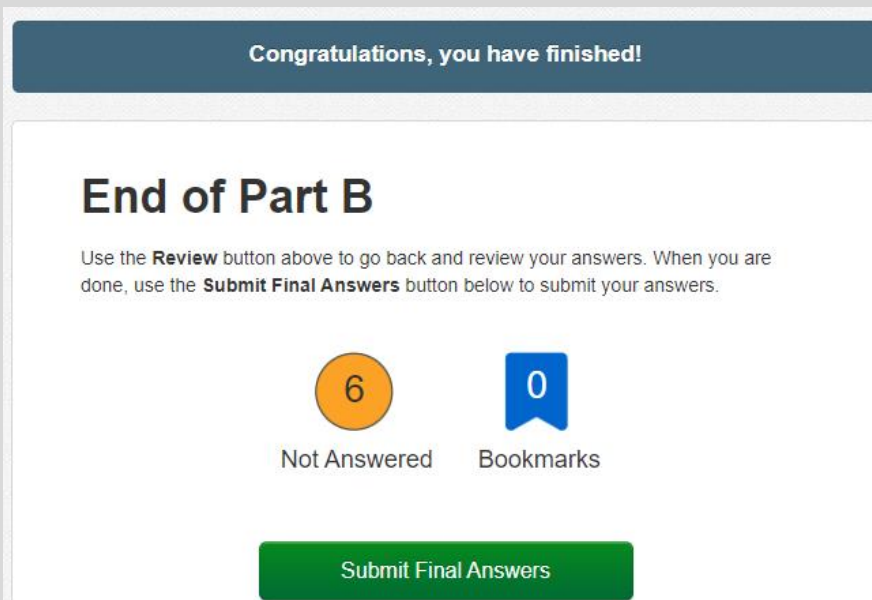 Congratulations, you have finished!
End of Part B
Use the Review button above to go back and review your answers. When you are
done, use the Submit Final Answers button below to submit your answers.
6 0
Not Answered Bookmarks
Submit Final Answers